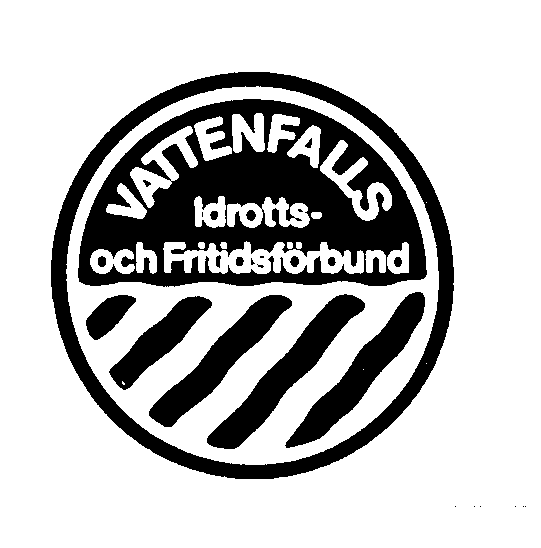 VATTENFALLS
Idrotts-
och Fritidsförbund